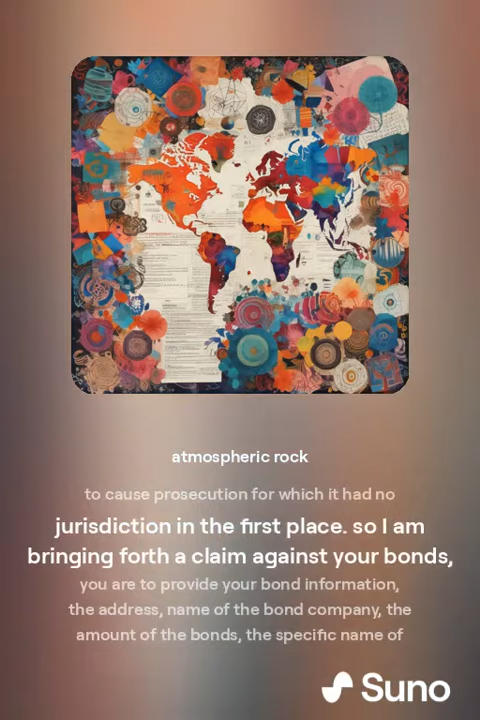 atmospheric rock
to cause prosecution for which it had no
jurisdiction in the first place. so I am
bringing forth a claim against your bonds,
you are to provide your bond information,
the address, name of the bond company, the
amount of the bonds, the specific name of
Suno